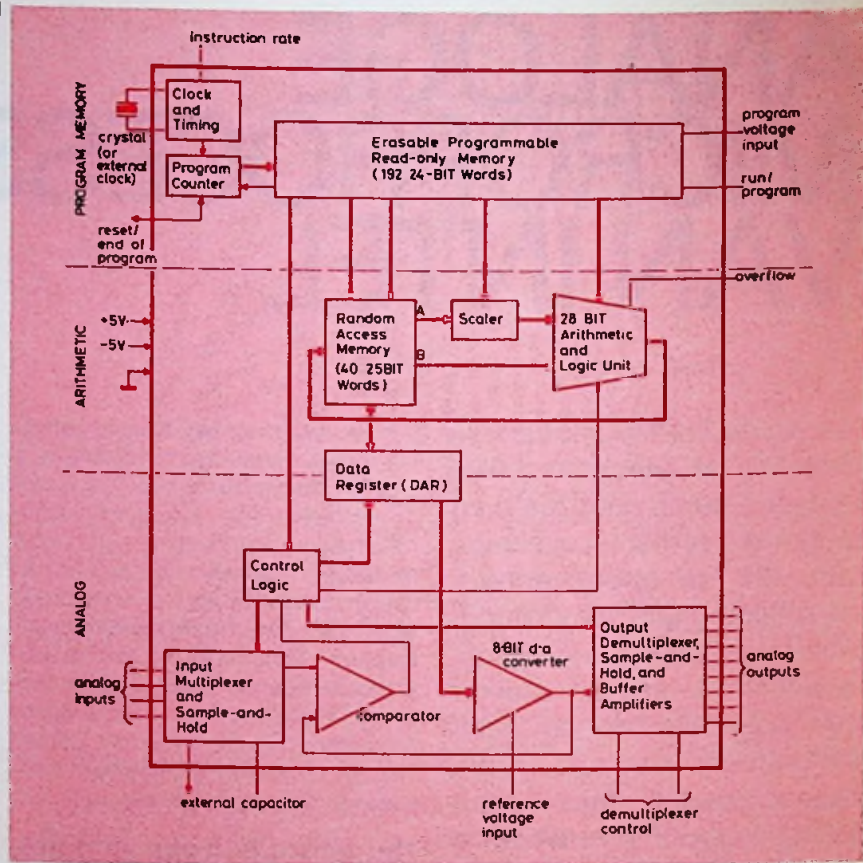 instruction rate
PROGRAM MEMORY
Clock
and
Timing
crystal
(or
external
clock)
Program
Counter
Erasable Programmable
Read-only Memory
(192 24-BIT Words)
program
voltage
input
run/
program
reset/
end of
program
ARITHMETIC
+5V
-5V
Random
Access
Memory
(40 25BIT
Words)
A
B
Scaler
28 BIT
Arithmetic
and
Logic Unit
overflow
Data
Register (DAR)
ANALOG
Control
Logic
analog
inputs
Input
Multiplexer
and
Sample-and-
Hold
Comparator
8-BIT d-a
converter
Output
Demultiplexer,
Sample-and-
Hold, and
Buffer
Amplifiers
analog
outputs
external capacitor
reference
voltage
input
demultiplexer
control